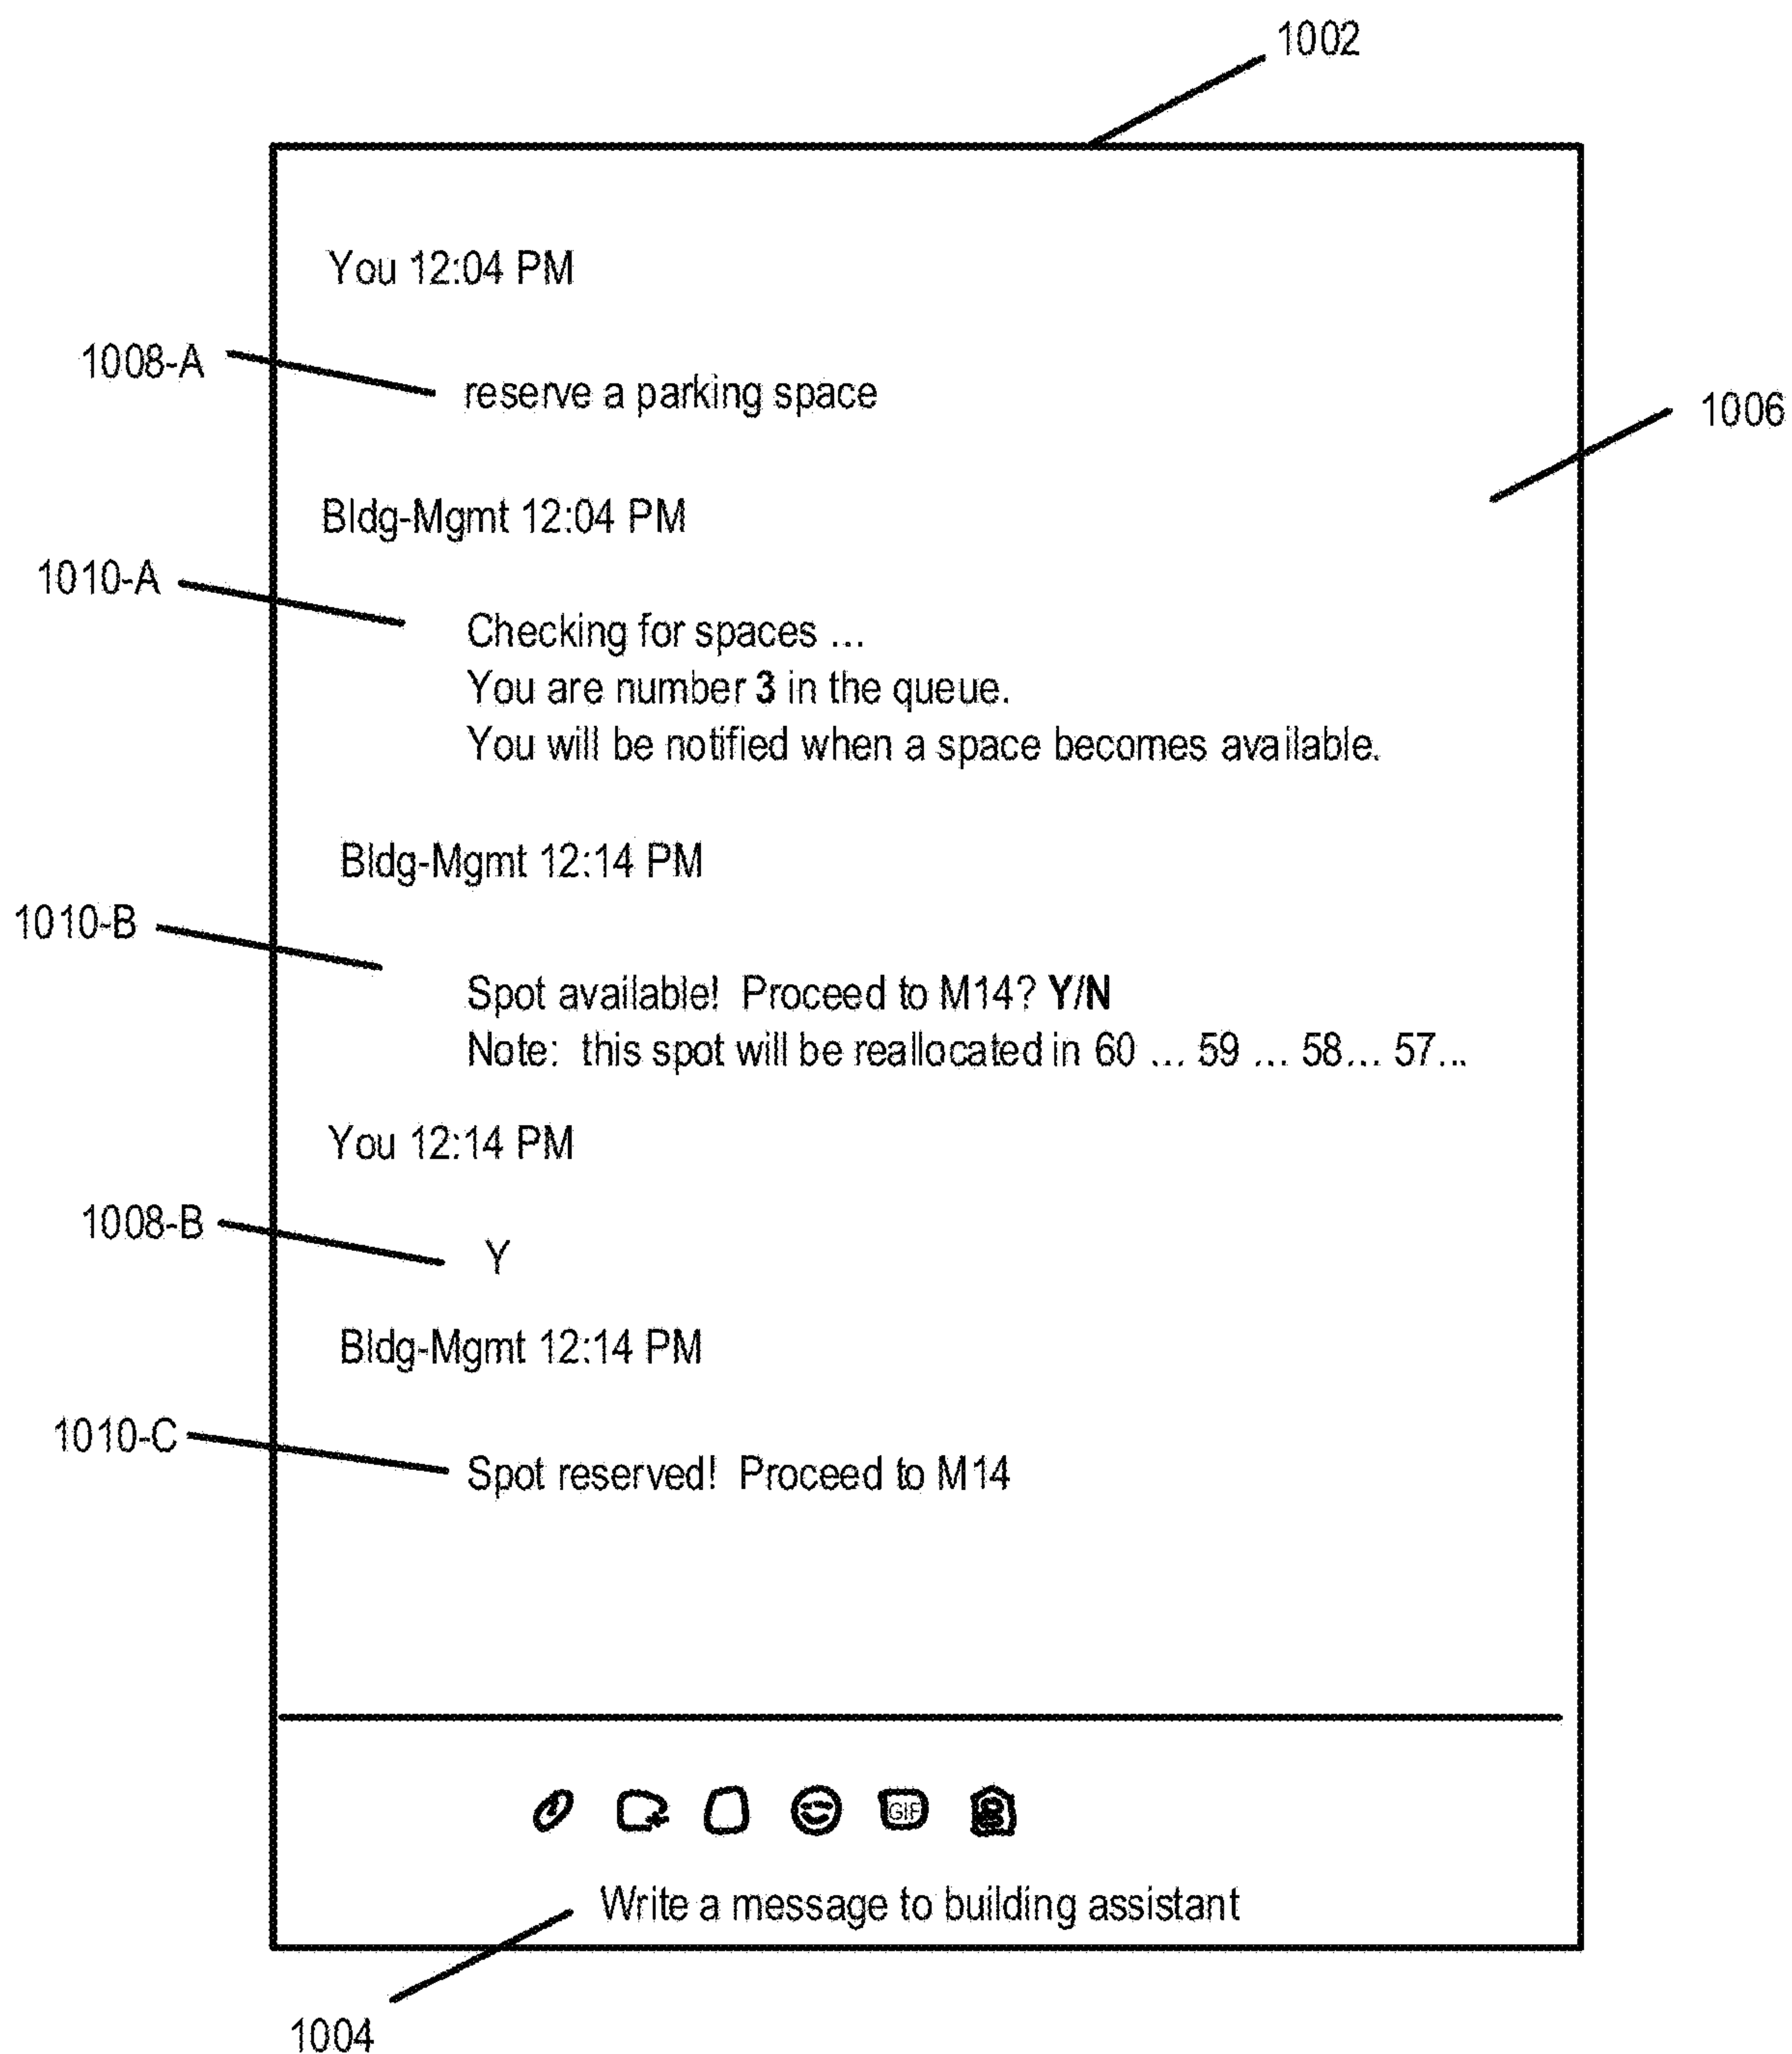 1002
You 12:04 PM
1008-A
reserve a parking space
1006
Bldg-Mgmt 12:04 PM
1010-A
Checking for spaces ...
You are number 3 in the queue.
You will be notified when a space becomes available.
Bldg-Mgmt 12:14 PM
1010-B
Spot available! Proceed to M14? Y/N
Note: this spot will be reallocated in 60 ... 59 ... 58... 57...
You 12:14 PM
1008-B
Y
Bldg-Mgmt 12:14 PM
1010-C
Spot reserved! Proceed to M14
GIF
Write a message to building assistant
1004